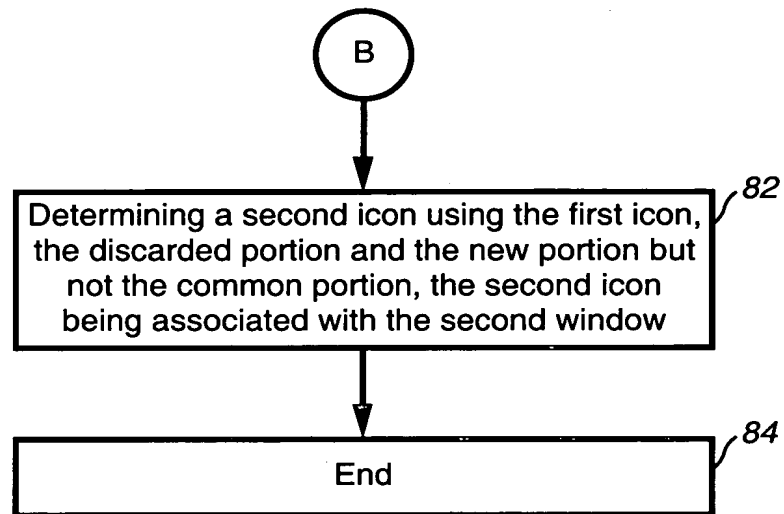 B
82
Determining a second icon using the first icon,
the discarded portion and the new portion but
not the common portion, the second icon
being associated with the second window
84
End